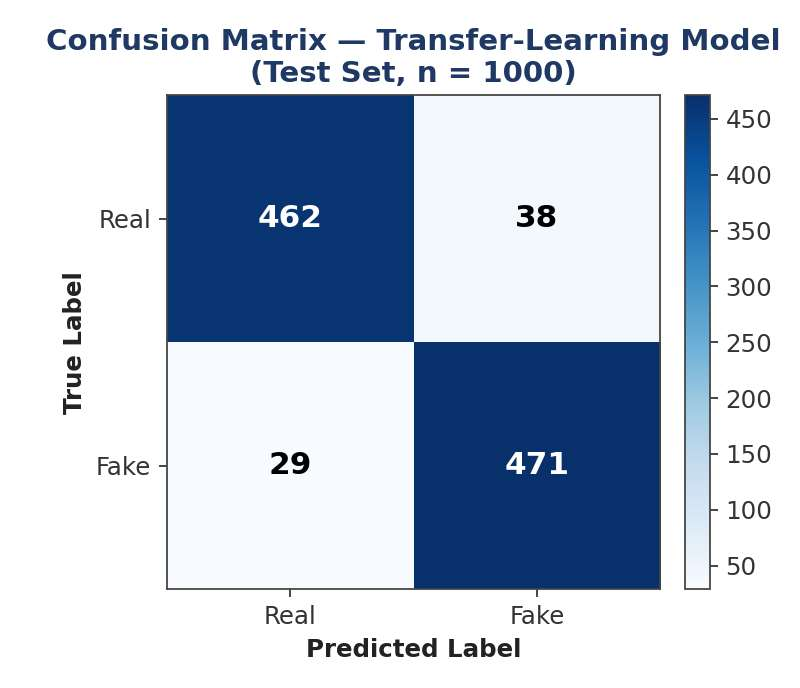 Confusion Matrix — Transfer-Learning Model
(Test Set, n = 1000)
450
400
350
300
250
200
150
100
50
True Label
Real
462
38
Fake
29
471
Real
Fake
Predicted Label